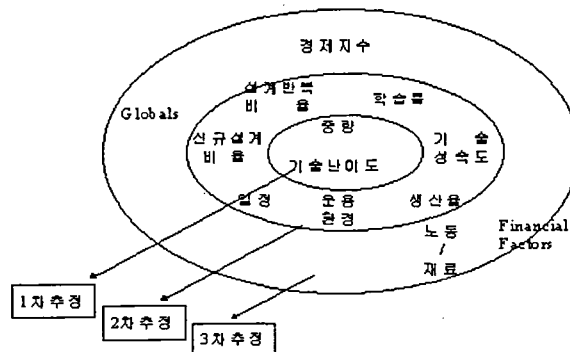 경제지수
Globals
설계반복
비 율
학습률
신규설계
비 율
중량
기술난이도
기 술
성숙도
일정
운용
환경
생산율
노동
/
재료
Financial
Factors
1차추정
2차추정
3차추정